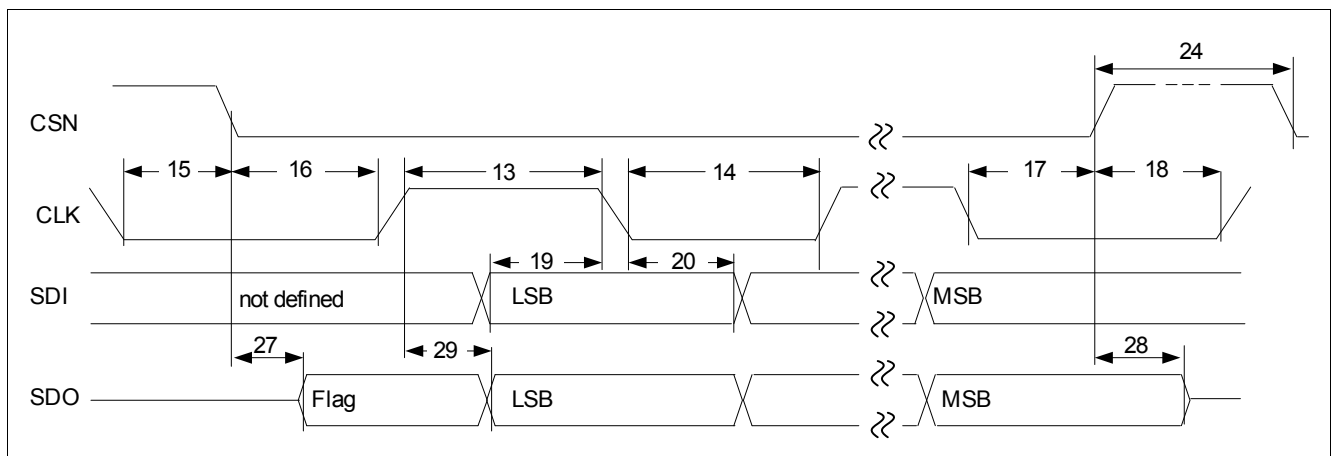 24
CSN
15 16 13 14 17 18
CLK
19 20
SDI not defined LSB MSB
27 29 28
SDO Flag LSB MSB